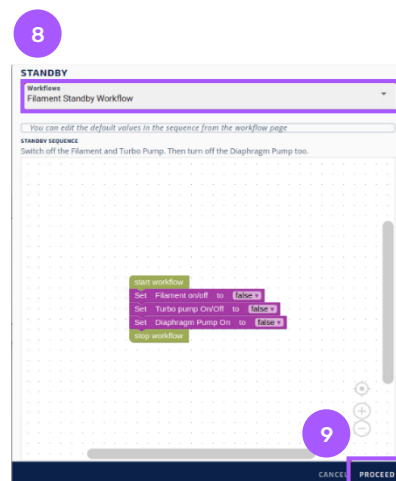 8
STANDBY
Workflows
Filament Standby Workflow
You can edit the default values in the sequence from the workflow page
STANDBY SEQUENCE
Switch off the Filament and Turbo Pump. Then turn off the Diaphragm Pump too.
start workflow
Set Filament on/off to false
Set Turbo pump On/Off to false
Set Diaphragm Pump On to false
stop workflow
9
CANCEL PROCEED